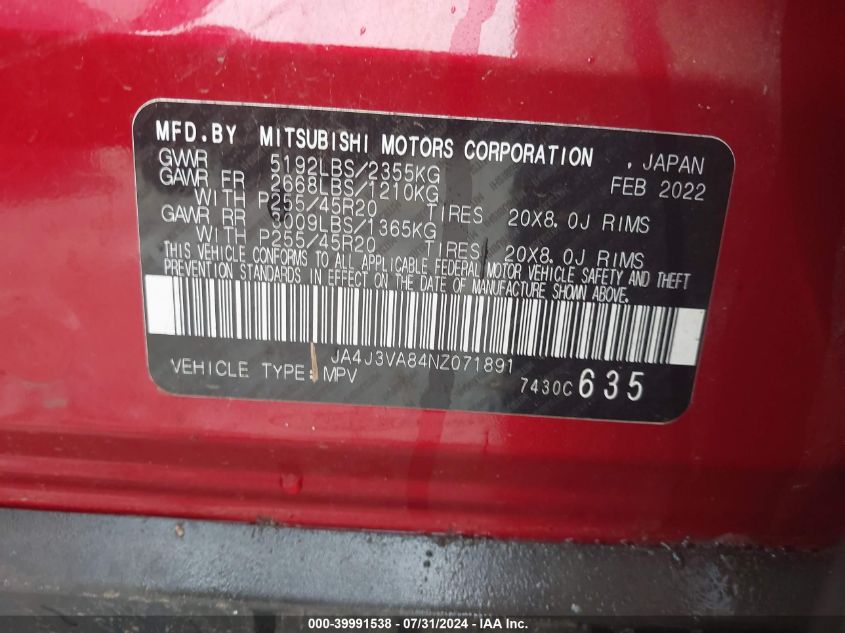 MFD.BY MITSUBISHI MOTORS CORPORATION , JAPAN
GVWR 5192LBS/2355KG FEB 2022
GAWR FR 2668LBS/1210KG
WITH P255/45R20 TIRES 20X8.0J RIMS
GAWR RR 3009LBS/1365KG
WITH P255/45R20 TIRES 20X8.0J RIMS
THIS VEHICLE CONFORMS TO ALL APPLICABLE FEDERAL MOTOR VEHICLE SAFETY AND THEFT
PREVENTION STANDARDS IN EFFECT ON THE DATE OF MANUFACTURE SHOWN ABOVE.
JA4J3VA84NZ071891
VEHICLE TYPE: MPV 7430C 635
000-39991538 - 07/31/2024 - IAA Inc.